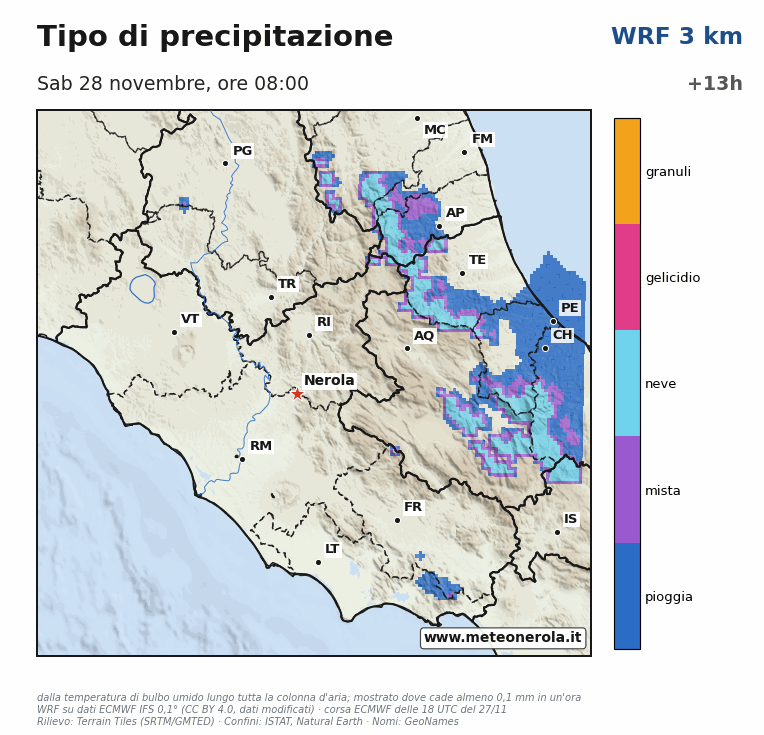 Tipo di precipitazione
WRF 3 km
Sab 28 novembre, ore 08:00
+13h
MC
FM
PG
AP
TE
TR
PE
VT
RI
AQ
CH
Nerola
RM
FR
IS
LT
granuli
gelicidio
neve
mista
pioggia
www.meteonerola.it
dalla temperatura di bulbo umido lungo tutta la colonna d'aria; mostrato dove cade almeno 0,1 mm in un'ora
WRF su dati ECMWF IFS 0,1° (CC BY 4.0, dati modificati) · corsa ECMWF delle 18 UTC del 27/11
Rilievo: Terrain Tiles (SRTM/GMTED) · Confini: ISTAT, Natural Earth · Nomi: GeoNames